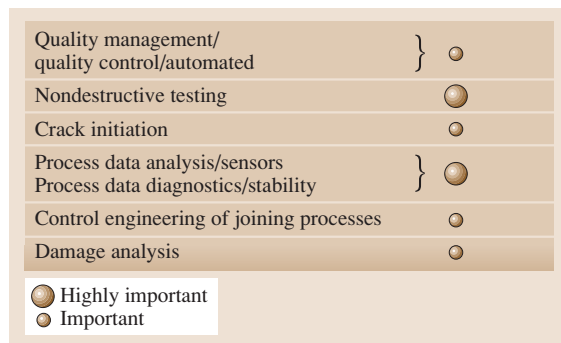 Quality management/
quality control/automated
Nondestructive testing
Crack initiation
Process data analysis/sensors
Process data diagnostics/stability
Control engineering of joining processes
Damage analysis
Highly important
Important